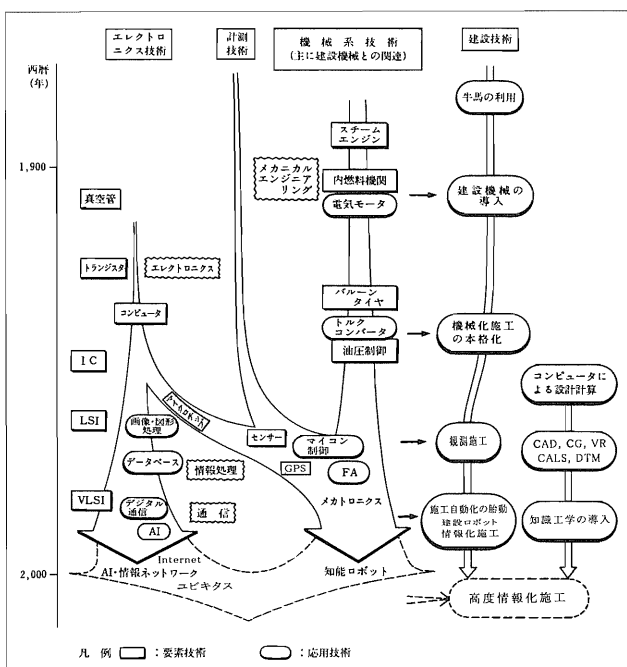 エレクトロ
ニクス技術
計測
技術
機械系技術
(主に建設機械との関連)
建設技術
西暦
(年)
牛馬の利用
スチーム
エンジン
1,900
メカニカル
エンジニア
リング
内燃料機関
電気モータ
建設機械の
導入
真空管
トランジスタ
エレクトロニクス
バルーン
タイヤ
コンピュータ
トルク
コンバータ
油圧制御
機械化施工
の本格化
IC
コンピュータに
よる設計計算
LSI
画像・図形
処理
センサー
マイコン
制御
観測施工
CAD, CG, VR
CALS, DTM
データベース
情報処理
GPS
FA
VLSI
デジタル
通信
通信
メカトロニクス
施工自動化の胎動
建設ロボット
情報化施工
知識工学の導入
AI
Internet
2,000
AI・情報ネットワーク
知能ロボット
ユビキタス
高度情報化施工
凡例
:要素技術
:応用技術